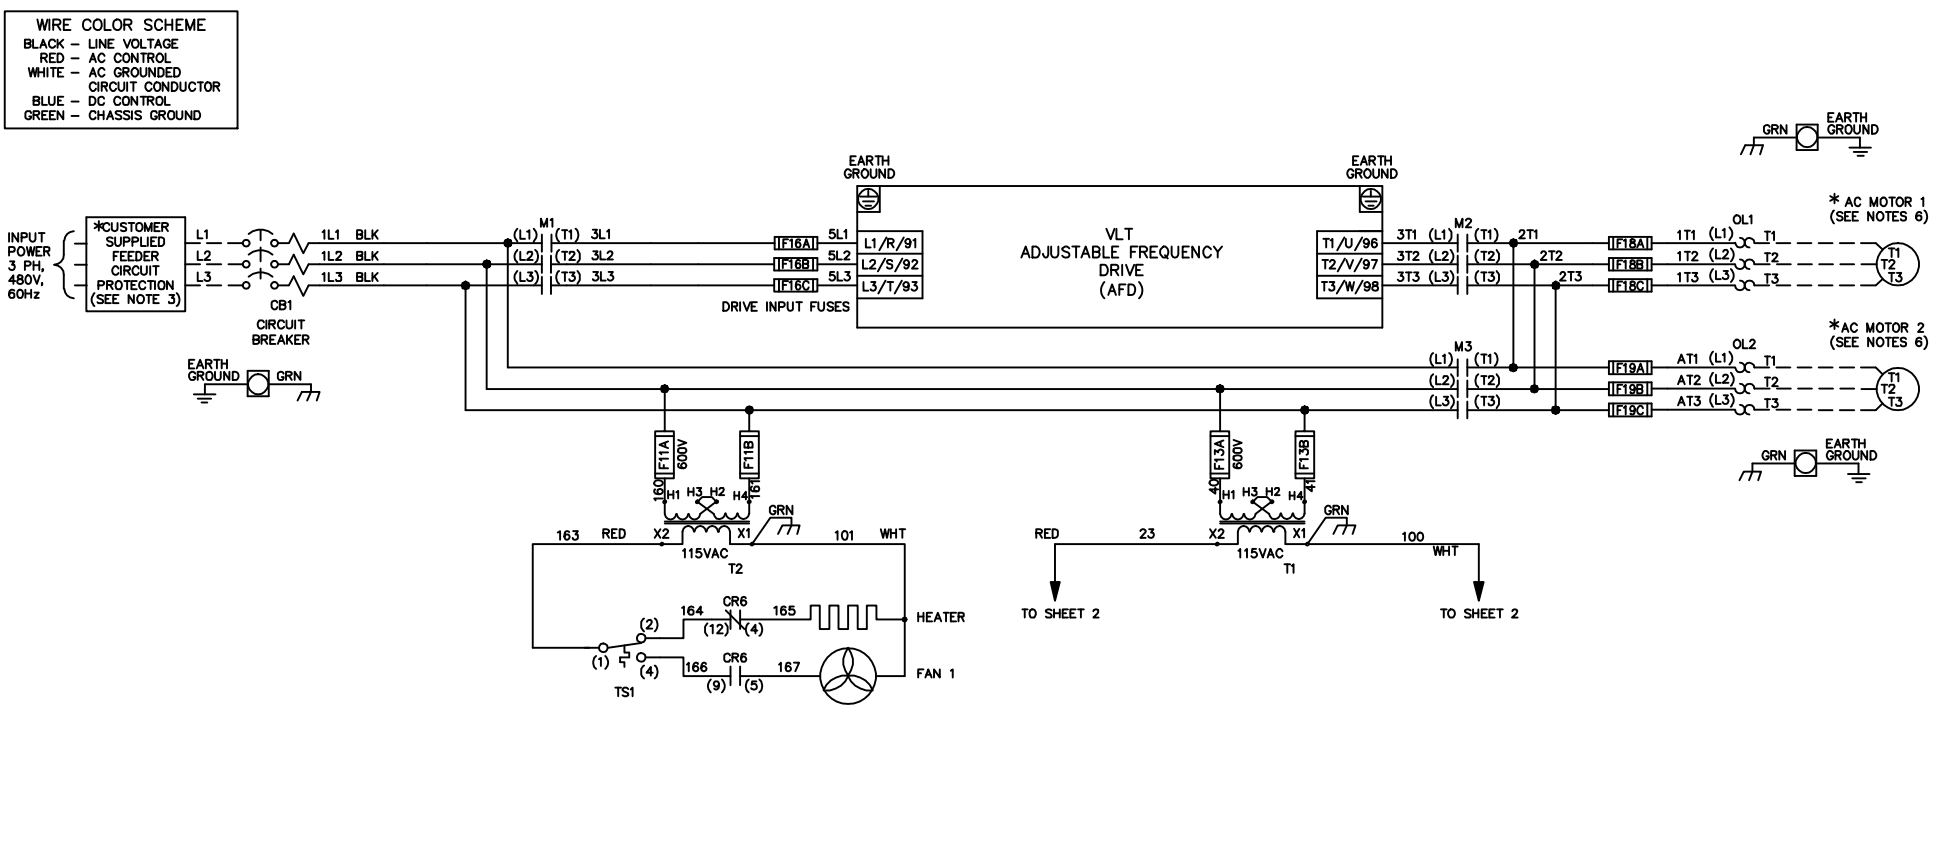 WIRE COLOR SCHEME
BLACK – LINE VOLTAGE
RED – AC CONTROL
WHITE – AC GROUNDED
CIRCUIT CONDUCTOR
BLUE – DC CONTROL
GREEN – CHASSIS GROUND
INPUT
POWER
3 PH,
480V,
60Hz
*CUSTOMER
SUPPLIED
FEEDER
CIRCUIT
PROTECTION
(SEE NOTE 3)
L1
L2
L3
CB1
CIRCUIT
BREAKER
1L1 BLK
1L2 BLK
1L3 BLK
EARTH
GROUND
GRN
M1
(L1) (T1) 3L1
(L2) (T2) 3L2
(L3) (T3) 3L3
F16A
F16B
F16C
DRIVE INPUT FUSES
5L1
5L2
5L3
EARTH
GROUND
L1/R/91
L2/S/92
L3/T/93
VLT
ADJUSTABLE FREQUENCY
DRIVE
(AFD)
EARTH
GROUND
T1/U/96
T2/V/97
T3/W/98
M2
3T1 (L1) (T1) 2T1
3T2 (L2) (T2) 2T2
3T3 (L3) (T3) 2T3
F18A
F18B
F18C
OL1
1T1 (L1) T1
1T2 (L2) T2
1T3 (L3) T3
GRN
EARTH
GROUND
* AC MOTOR 1
(SEE NOTES 6)
T1
T2
T3
M3
(L1) (T1)
(L2) (T2)
(L3) (T3)
F19A
F19B
F19C
OL2
AT1 (L1) T1
AT2 (L2) T2
AT3 (L3) T3
*AC MOTOR 2
(SEE NOTES 6)
T1
T2
T3
GRN
EARTH
GROUND
F11A
600V
F11B
160
161
H1 H3 H2 H4
GRN
163 RED X2 X1 101 WHT
115VAC
T2
F13A
600V
F13B
40
41
H1 H3 H2 H4
GRN
RED 23 X2 X1 100
WHT
115VAC
T1
TO SHEET 2
TO SHEET 2
164 CR6 165
(12) (4)
HEATER
(2)
(1)
(4)
TS1
166 CR6 167
(9) (5)
FAN 1